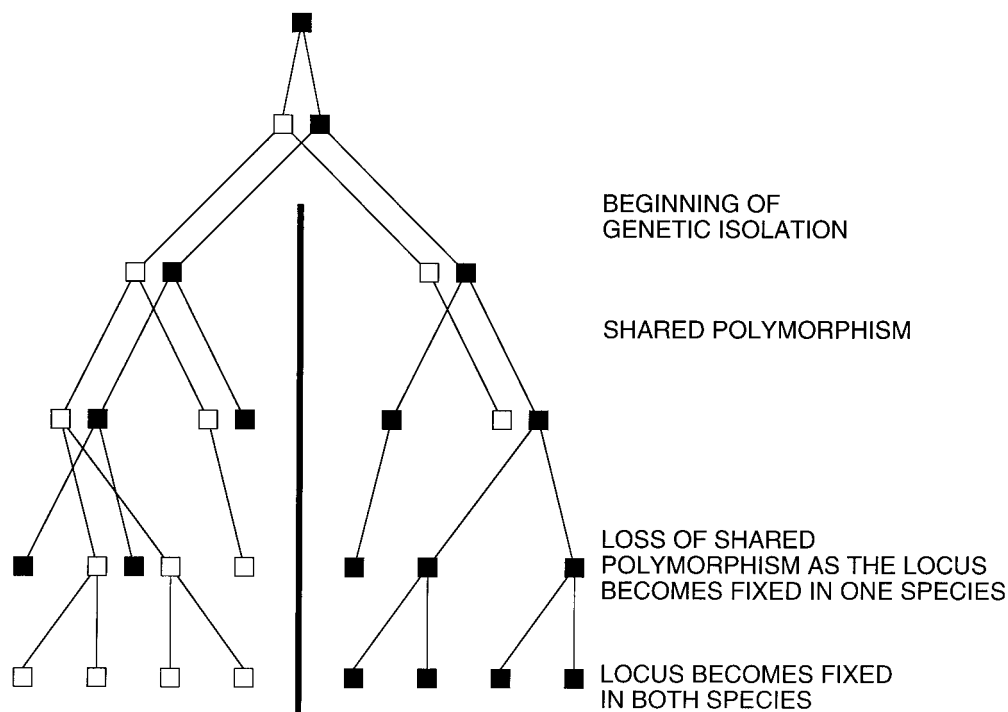 BEGINNING OF
GENETIC ISOLATION
SHARED POLYMORPHISM
LOSS OF SHARED
POLYMORPHISM AS THE LOCUS
BECOMES FIXED IN ONE SPECIES
LOCUS BECOMES FIXED
IN BOTH SPECIES